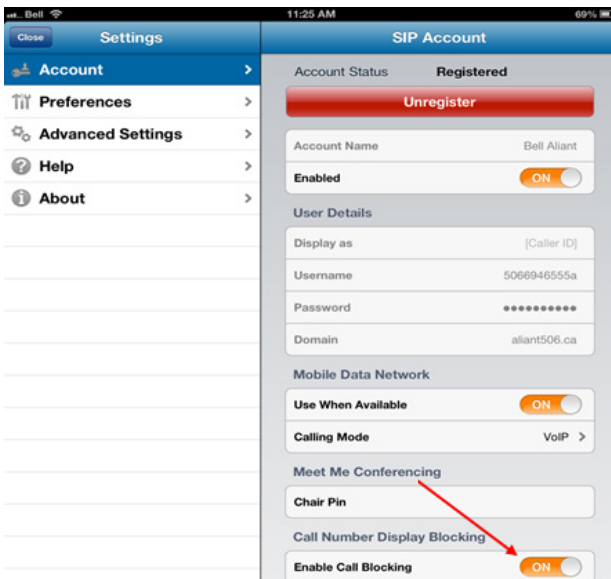 Bell 11:25 AM 69%
Close Settings SIP Account
Account
Preferences
Advanced Settings
Help
About
Account Status Registered
Unregister
Account Name Bell Aliant
Enabled ON
User Details
Display as [Caller ID]
Username 5066946555a
Password ●●●●●●●●●●
Domain aliant506.ca
Mobile Data Network
Use When Available ON
Calling Mode VoIP
Meet Me Conferencing
Chair Pin
Call Number Display Blocking
Enable Call Blocking ON